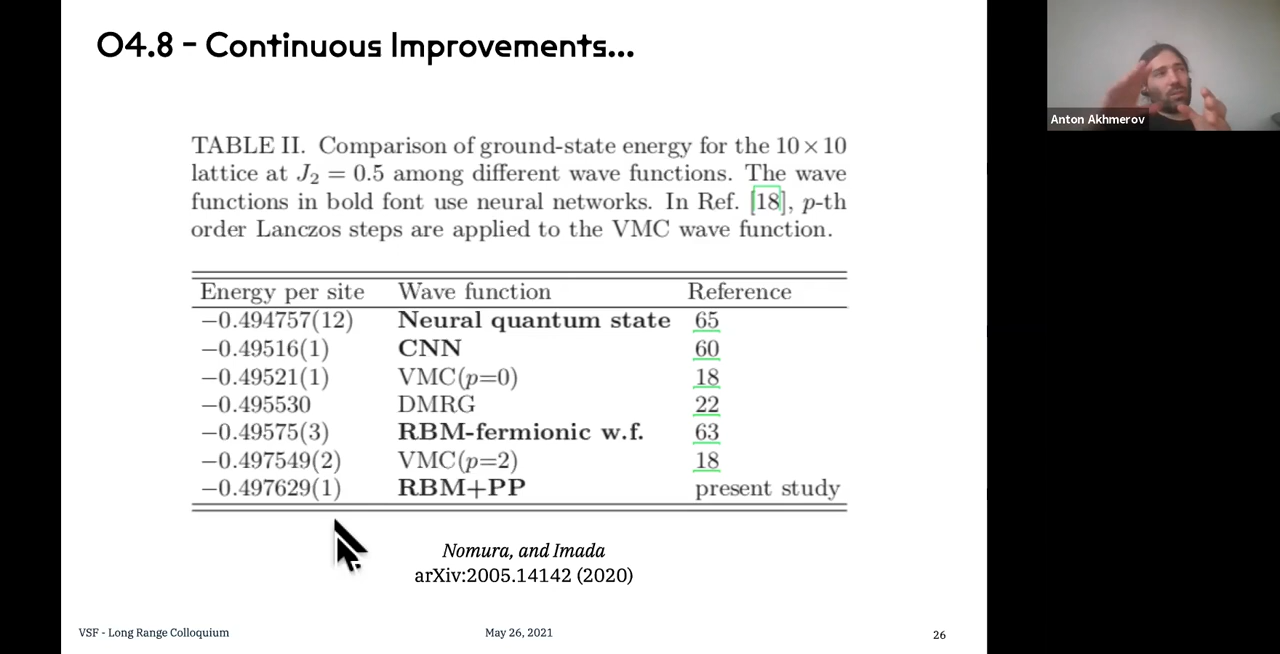 O4.8 - Continuous Improvements...
Anton Akhmerov
TABLE II. Comparison of ground-state energy for the 10 × 10
lattice at J₂ = 0.5 among different wave functions. The wave
functions in bold font use neural networks. In Ref. [18], p-th
order Lanczos steps are applied to the VMC wave function.
Energy per site Wave function Reference
−0.494757(12) Neural quantum state 65
−0.49516(1) CNN 60
−0.49521(1) VMC(p=0) 18
−0.495530 DMRG 22
−0.49575(3) RBM-fermionic w.f. 63
−0.497549(2) VMC(p=2) 18
−0.497629(1) RBM+PP present study
Nomura, and Imada
arXiv:2005.14142 (2020)
VSF - Long Range Colloquium May 26, 2021 26